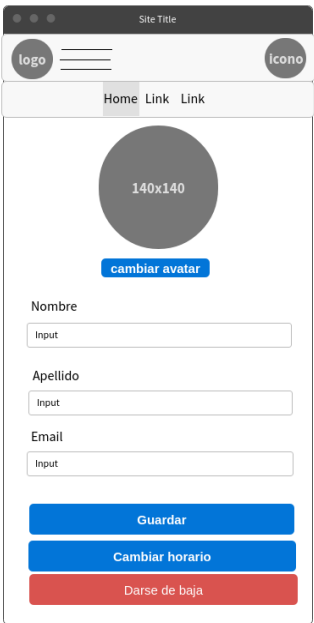 Site Title
logo
icono
Home Link Link
140x140
cambiar avatar
Nombre
Input
Apellido
Input
Email
Input
Guardar
Cambiar horario
Darse de baja